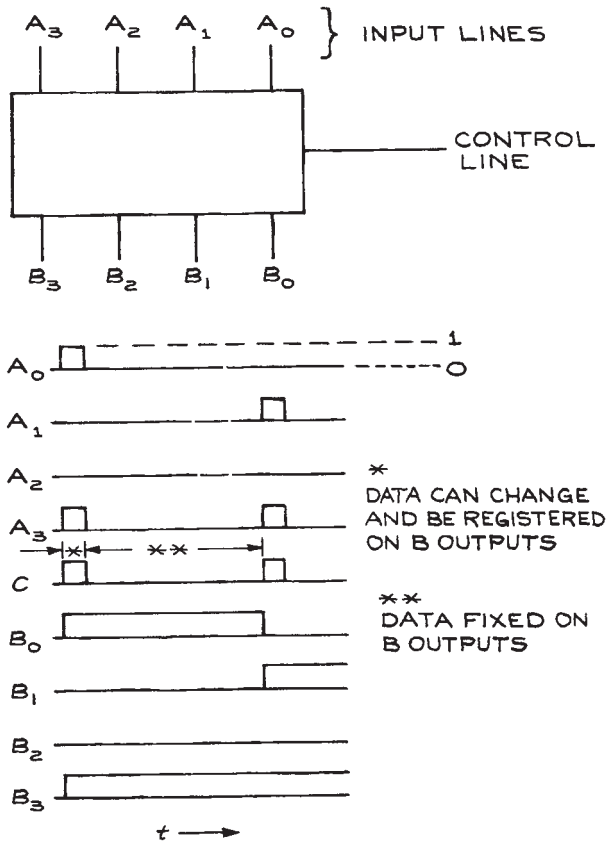 A₃ A₂ A₁ A₀ } INPUT LINES
CONTROL
LINE
B₃ B₂ B₁ B₀
1
A₀ 0
A₁
A₂
*
DATA CAN CHANGE
AND BE REGISTERED
ON B OUTPUTS
A₃
* **
C
**
DATA FIXED ON
B OUTPUTS
B₀
B₁
B₂
B₃
t